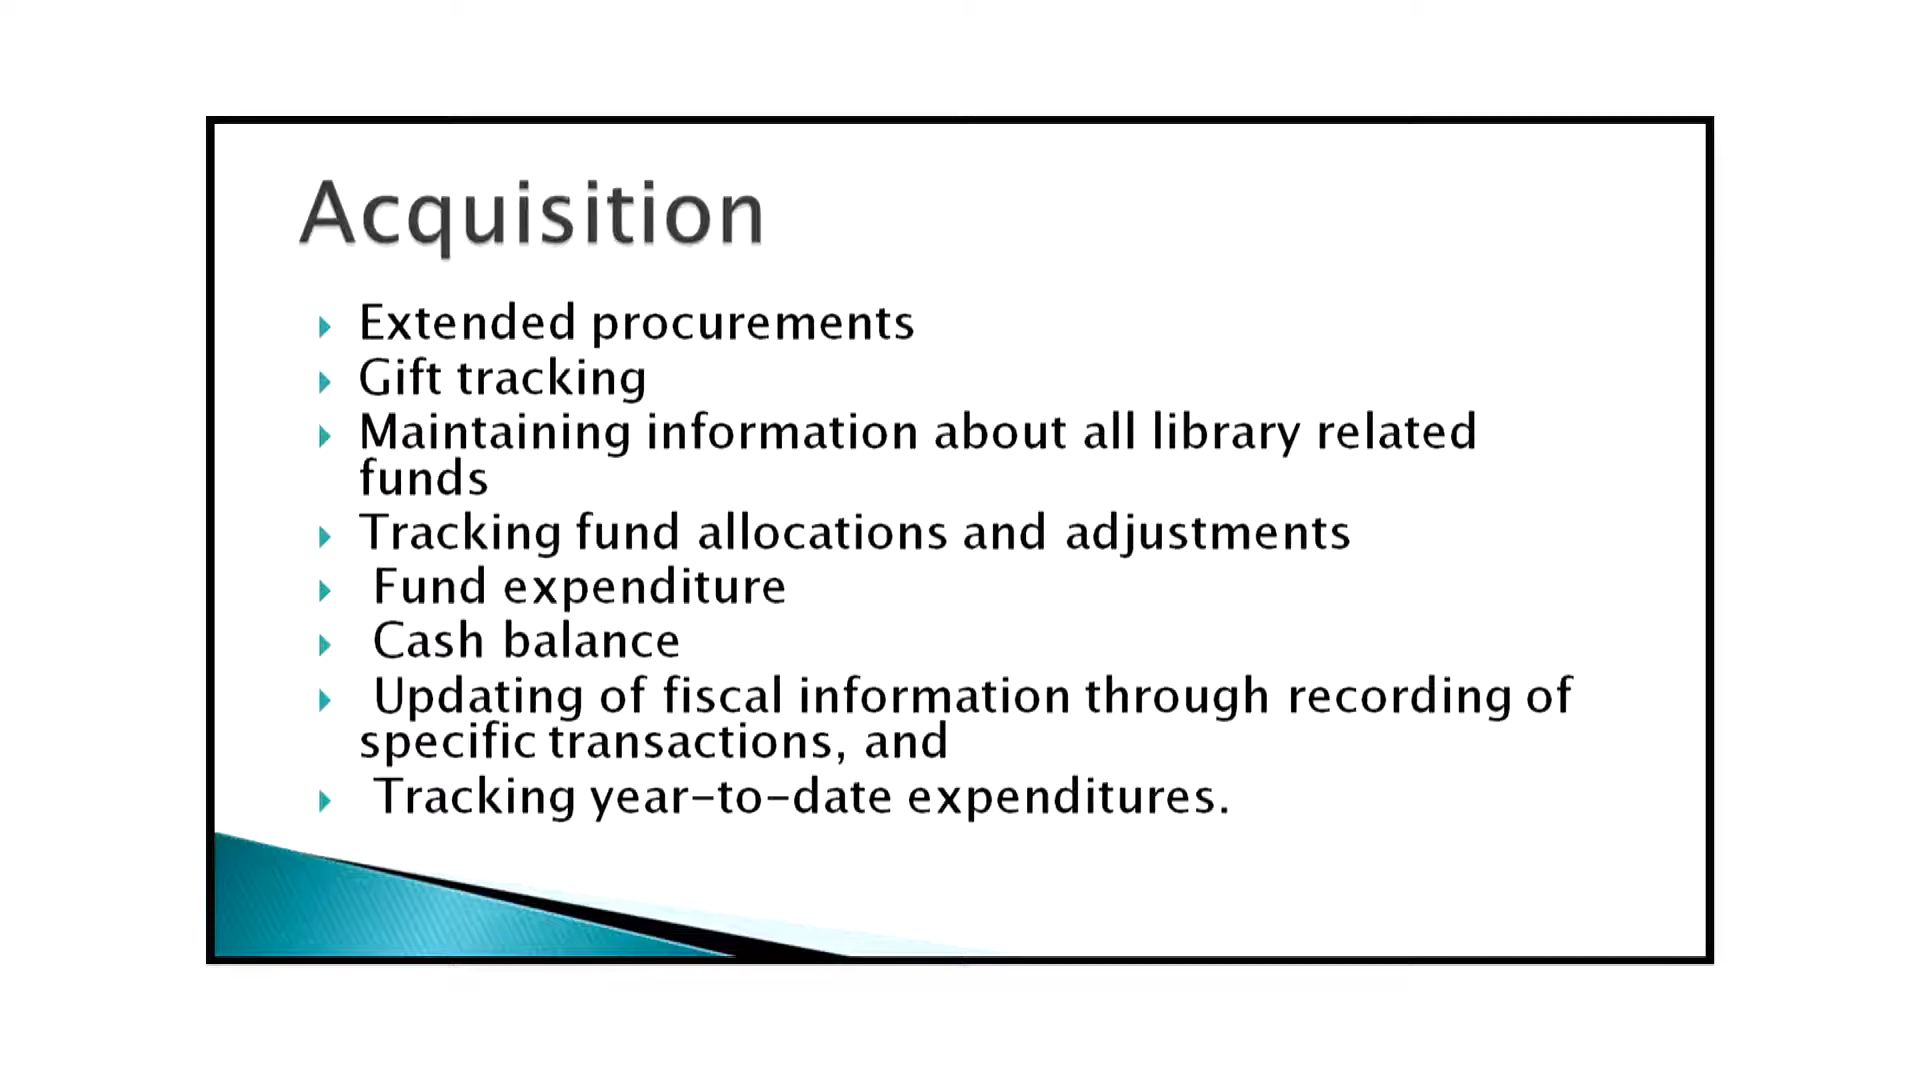 Acquisition
Extended procurements
Gift tracking
Maintaining information about all library related
funds
Tracking fund allocations and adjustments
Fund expenditure
Cash balance
Updating of fiscal information through recording of
specific transactions, and
Tracking year-to-date expenditures.